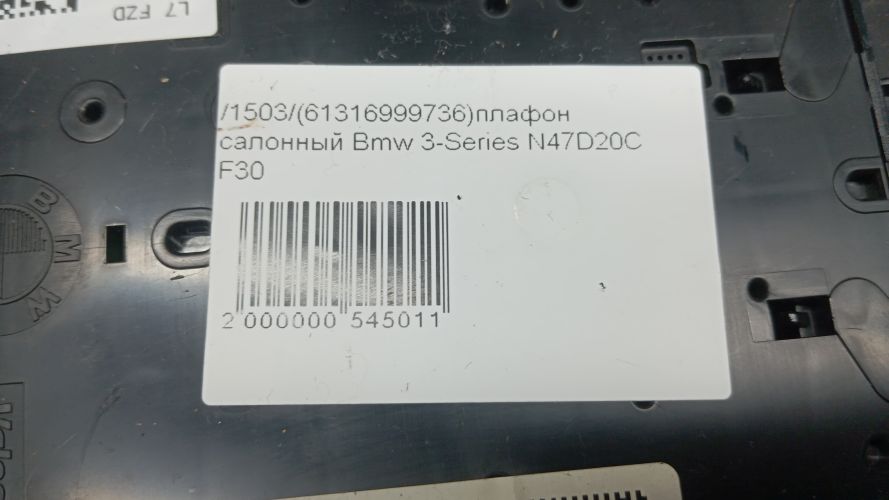 L7 FZD
/1503/(61316999736)плафон
салонный Bmw 3-Series N47D20C
F30
2 000000 545011
BMW